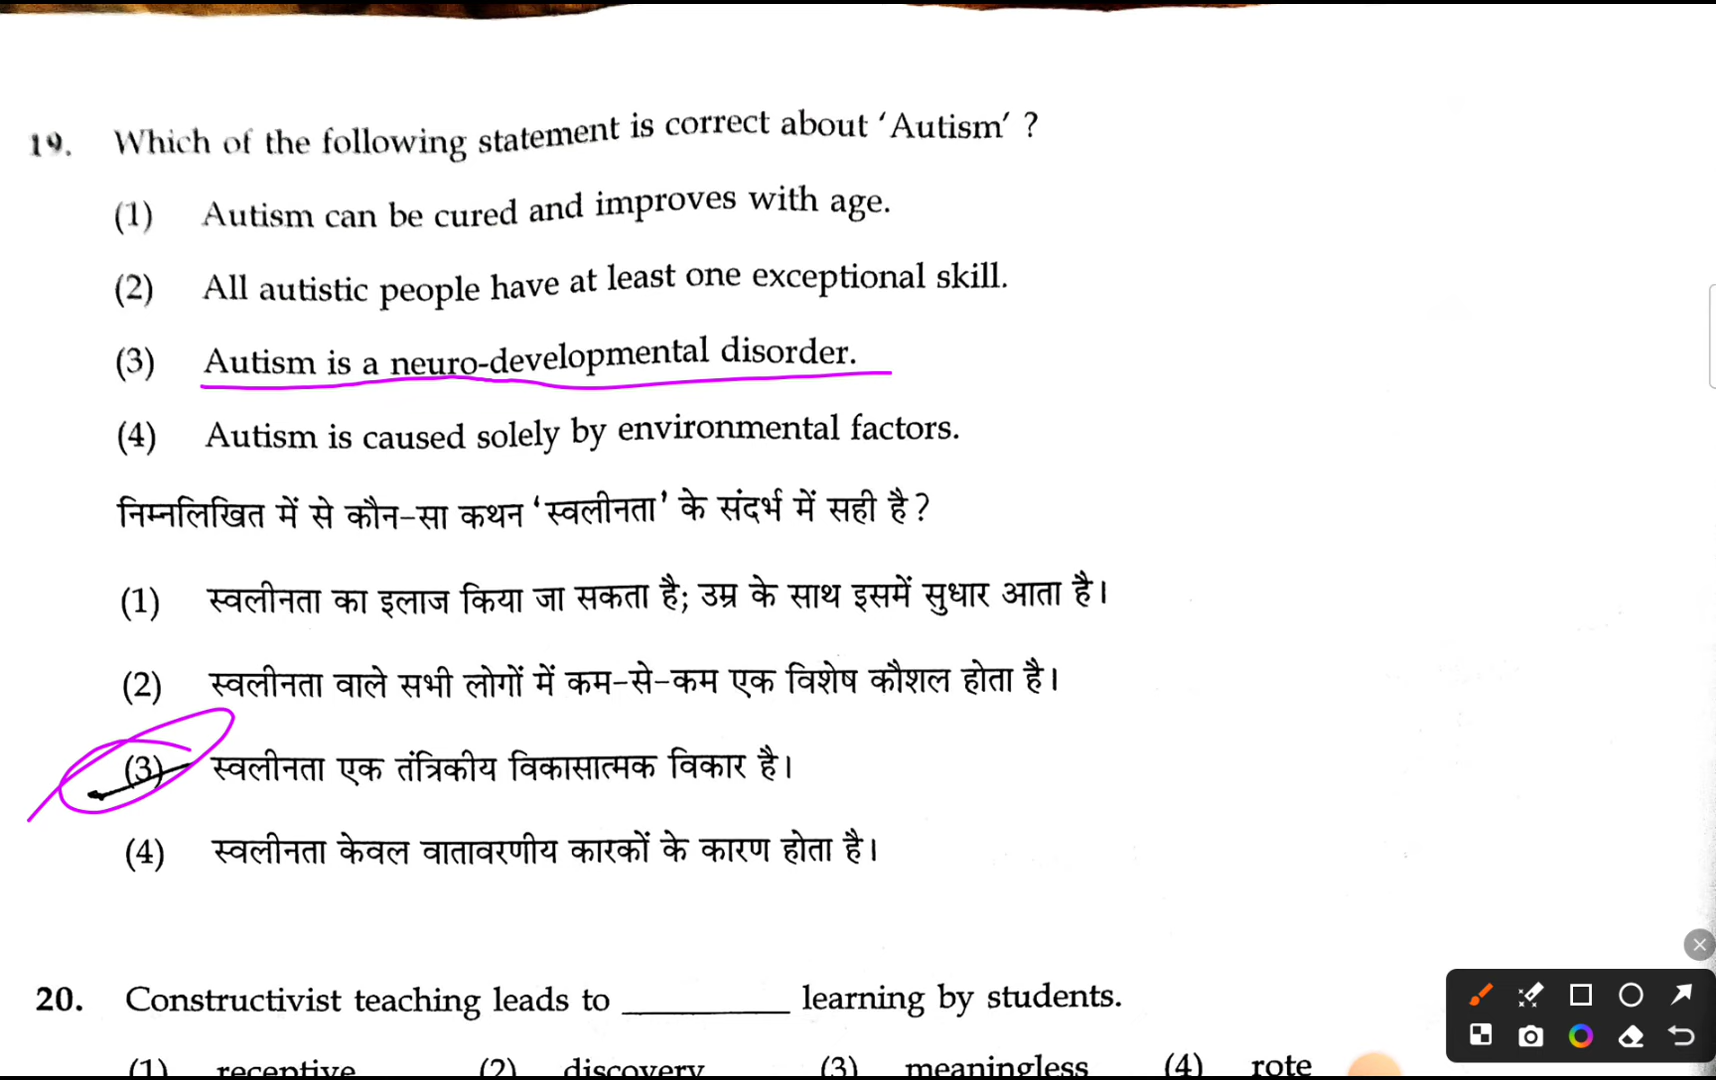 19. Which of the following statement is correct about 'Autism' ?
(1) Autism can be cured and improves with age.
(2) All autistic people have at least one exceptional skill.
(3) Autism is a neuro-developmental disorder.
(4) Autism is caused solely by environmental factors.
निम्नलिखित में से कौन-सा कथन 'स्वलीनता' के संदर्भ में सही है?
(1) स्वलीनता का इलाज किया जा सकता है; उम्र के साथ इसमें सुधार आता है।
(2) स्वलीनता वाले सभी लोगों में कम-से-कम एक विशेष कौशल होता है।
(3) स्वलीनता एक तंत्रिकीय विकासात्मक विकार है।
(4) स्वलीनता केवल वातावरणीय कारकों के कारण होता है।
20. Constructivist teaching leads to __________ learning by students.
(1) receptive (2) discovery (3) meaningless (4) rote